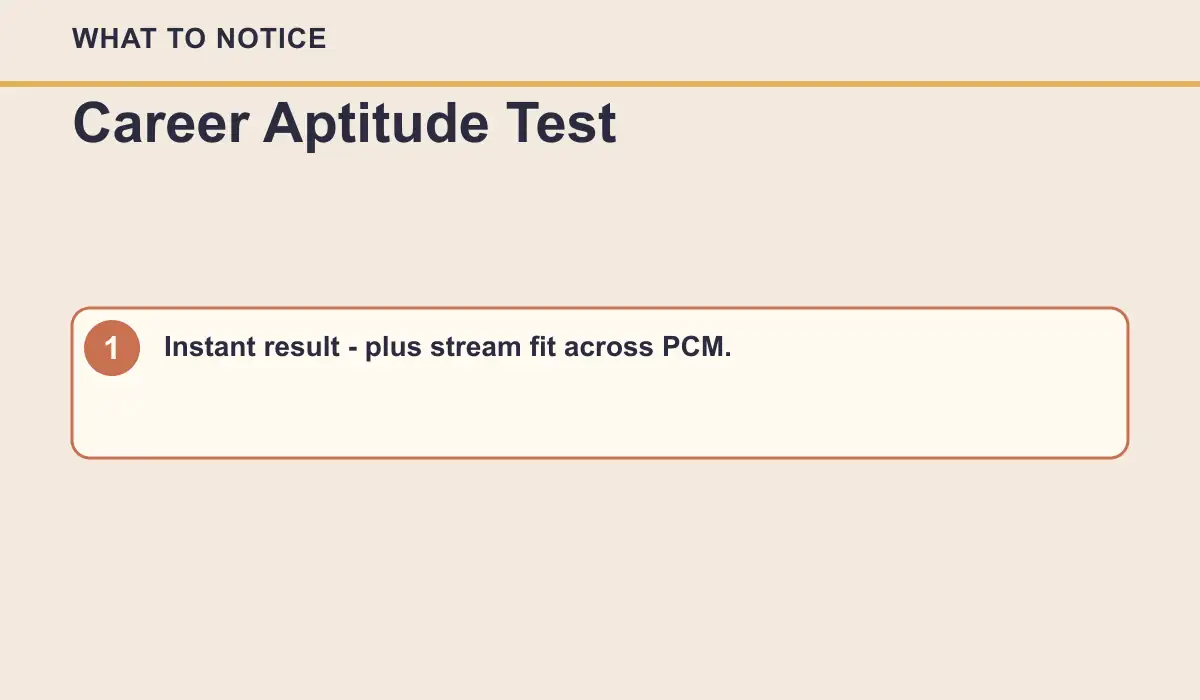 WHAT TO NOTICE
Career Aptitude Test
1
Instant result - plus stream fit across PCM.